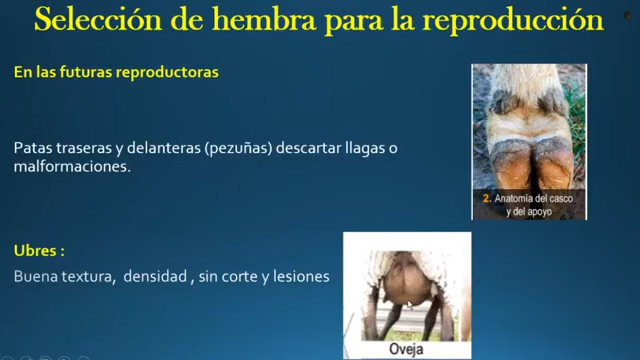 Selección de hembra para la reproducción
En las futuras reproductoras
Patas traseras y delanteras (pezuñas) descartar llagas o
malformaciones.
2. Anatomía del casco
y del apoyo
Ubres :
Buena textura, densidad , sin corte y lesiones
Oveja